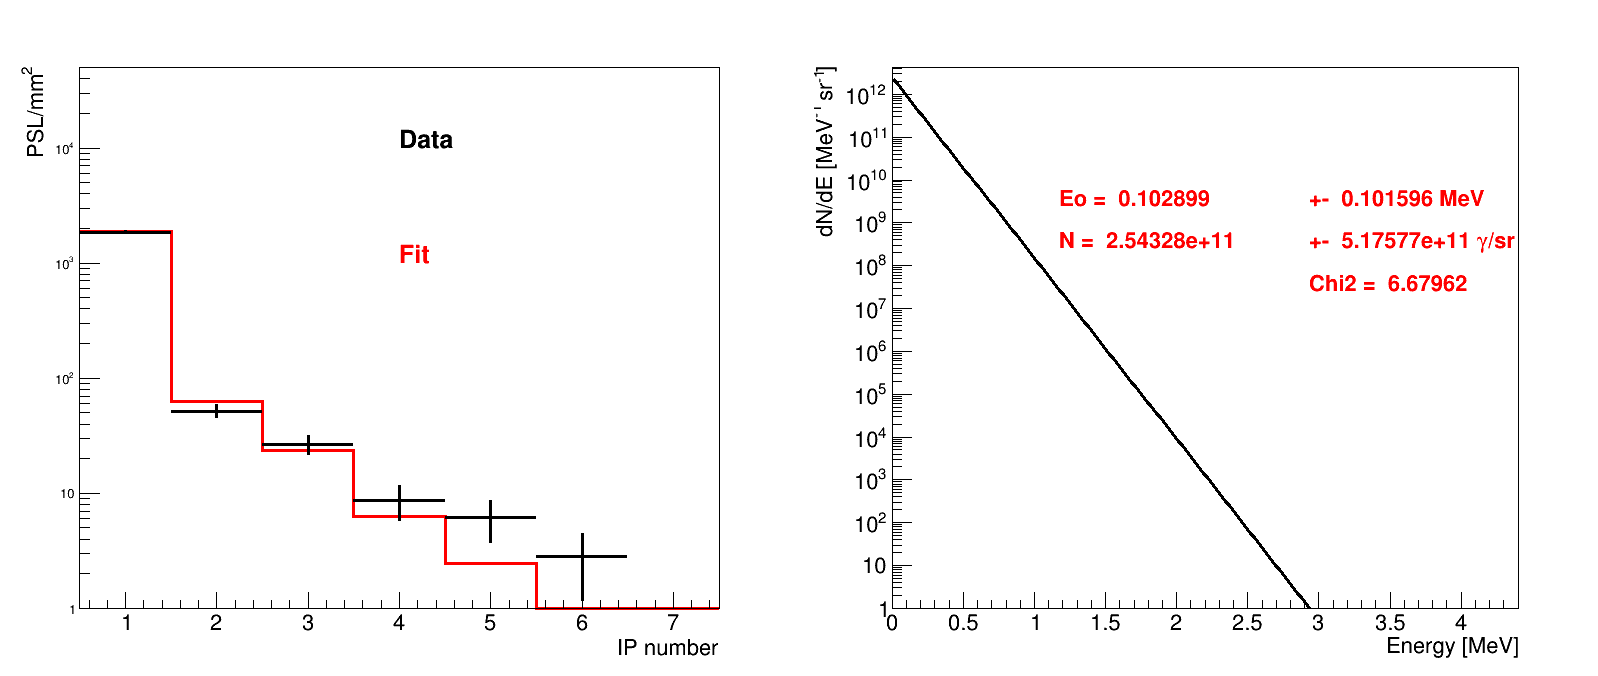 PSL/mm²
10⁴
10³
10²
10
1
Data
Fit
1 2 3 4 5 6 7
IP number
dN/dE [MeV⁻¹ sr⁻¹]
10¹²
10¹¹
10¹⁰
10⁹
10⁸
10⁷
10⁶
10⁵
10⁴
10³
10²
10
1
Eo = 0.102899 +- 0.101596 MeV
N = 2.54328e+11 +- 5.17577e+11 γ/sr
Chi2 = 6.67962
0 0.5 1 1.5 2 2.5 3 3.5 4
Energy [MeV]